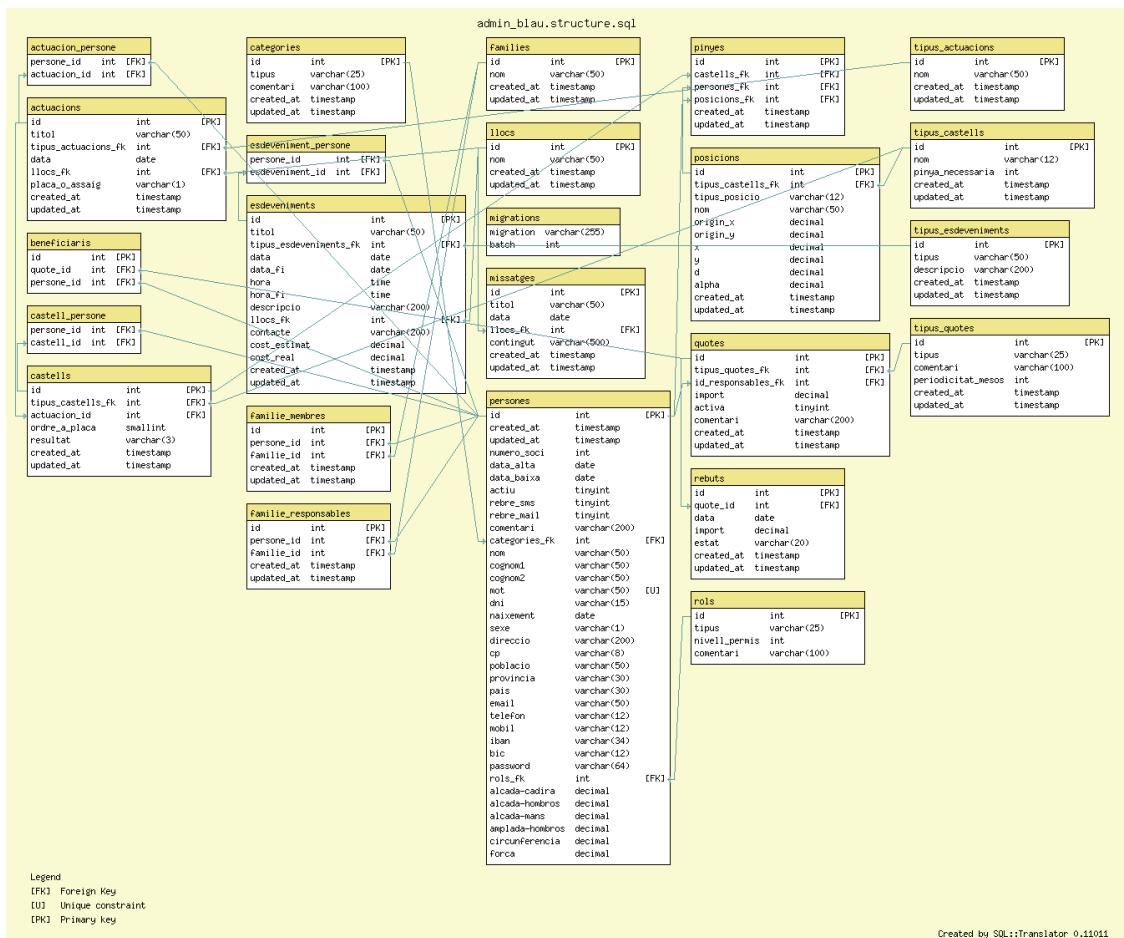 admin_blau.structure.sql
actuacion_persone
persone_id int [FK]
actuacion_id int [FK]
actuacions
id int [PK]
titol varchar(50)
tipus_actuacions_fk int [FK]
data date
llocs_fk int [FK]
placa_o_assaig varchar(1)
created_at timestamp
updated_at timestamp
beneficiaris
id int [PK]
quote_id int [FK]
persone_id int [FK]
castell_persone
persone_id int [FK]
castell_id int [FK]
castells
id int [PK]
tipus_castells_fk int [FK]
actuacion_id int [FK]
ordre_a_placa smallint
resultat varchar(3)
created_at timestamp
updated_at timestamp
categories
id int [PK]
tipus varchar(25)
comentari varchar(100)
created_at timestamp
updated_at timestamp
esdeveniment_persone
persone_id int [FK]
esdeveniment_id int [FK]
esdeveniments
id int [PK]
titol varchar(50)
tipus_esdeveniments_fk int [FK]
data date
data_fi date
hora time
hora_fi time
descripcio varchar(200)
llocs_fk int [FK]
contacte varchar(200)
cost_estimat decimal
cost_real decimal
created_at timestamp
updated_at timestamp
familie_membres
id int [PK]
persone_id int [FK]
familie_id int [FK]
created_at timestamp
updated_at timestamp
familie_responsables
id int [PK]
persone_id int [FK]
familie_id int [FK]
created_at timestamp
updated_at timestamp
families
id int [PK]
nom varchar(50)
created_at timestamp
updated_at timestamp
llocs
id int [PK]
nom varchar(50)
created_at timestamp
updated_at timestamp
migrations
migration varchar(255)
batch int
missatges
id int [PK]
titol varchar(50)
data date
llocs_fk int [FK]
contingut varchar(500)
created_at timestamp
updated_at timestamp
persones
id int [PK]
created_at timestamp
updated_at timestamp
numero_soci int
data_alta date
data_baixa date
actiu tinyint
rebre_sms tinyint
rebre_mail tinyint
comentari varchar(200)
categories_fk int [FK]
nom varchar(50)
cognom1 varchar(50)
cognom2 varchar(50)
mot varchar(50) [U]
dni varchar(15)
naixement date
sexe varchar(1)
direccio varchar(200)
cp varchar(8)
poblacio varchar(50)
provincia varchar(30)
pais varchar(30)
email varchar(50)
telefon varchar(12)
mobil varchar(12)
iban varchar(34)
bic varchar(12)
password varchar(64)
rols_fk int [FK]
alcada-cadira decimal
alcada-hombros decimal
alcada-mans decimal
amplada-hombros decimal
circunferencia decimal
forca decimal
pinyes
id int [PK]
castells_fk int [FK]
persones_fk int [FK]
posicions_fk int [FK]
created_at timestamp
updated_at timestamp
posicions
id int [PK]
tipus_castells_fk int [FK]
tipus_posicio varchar(12)
nom varchar(50)
origin_x decimal
origin_y decimal
x decimal
y decimal
d decimal
alpha decimal
created_at timestamp
updated_at timestamp
quotes
id int [PK]
tipus_quotes_fk int [FK]
id_responsables_fk int [FK]
import decimal
activa tinyint
comentari varchar(200)
created_at timestamp
updated_at timestamp
rebuts
id int [PK]
quote_id int [FK]
data date
import decimal
estat varchar(20)
created_at timestamp
updated_at timestamp
rols
id int [PK]
tipus varchar(25)
nivell_permis int
comentari varchar(100)
tipus_actuacions
id int [PK]
nom varchar(50)
created_at timestamp
updated_at timestamp
tipus_castells
id int [PK]
nom varchar(12)
pinya_necessaria int
created_at timestamp
updated_at timestamp
tipus_esdeveniments
id int [PK]
tipus varchar(50)
descripcio varchar(200)
created_at timestamp
updated_at timestamp
tipus_quotes
id int [PK]
tipus varchar(25)
comentari varchar(100)
periodicitat_mesos int
created_at timestamp
updated_at timestamp
Legend
[FK] Foreign Key
[U] Unique constraint
[PK] Primary key
Created by SQL::Translator 0.11011